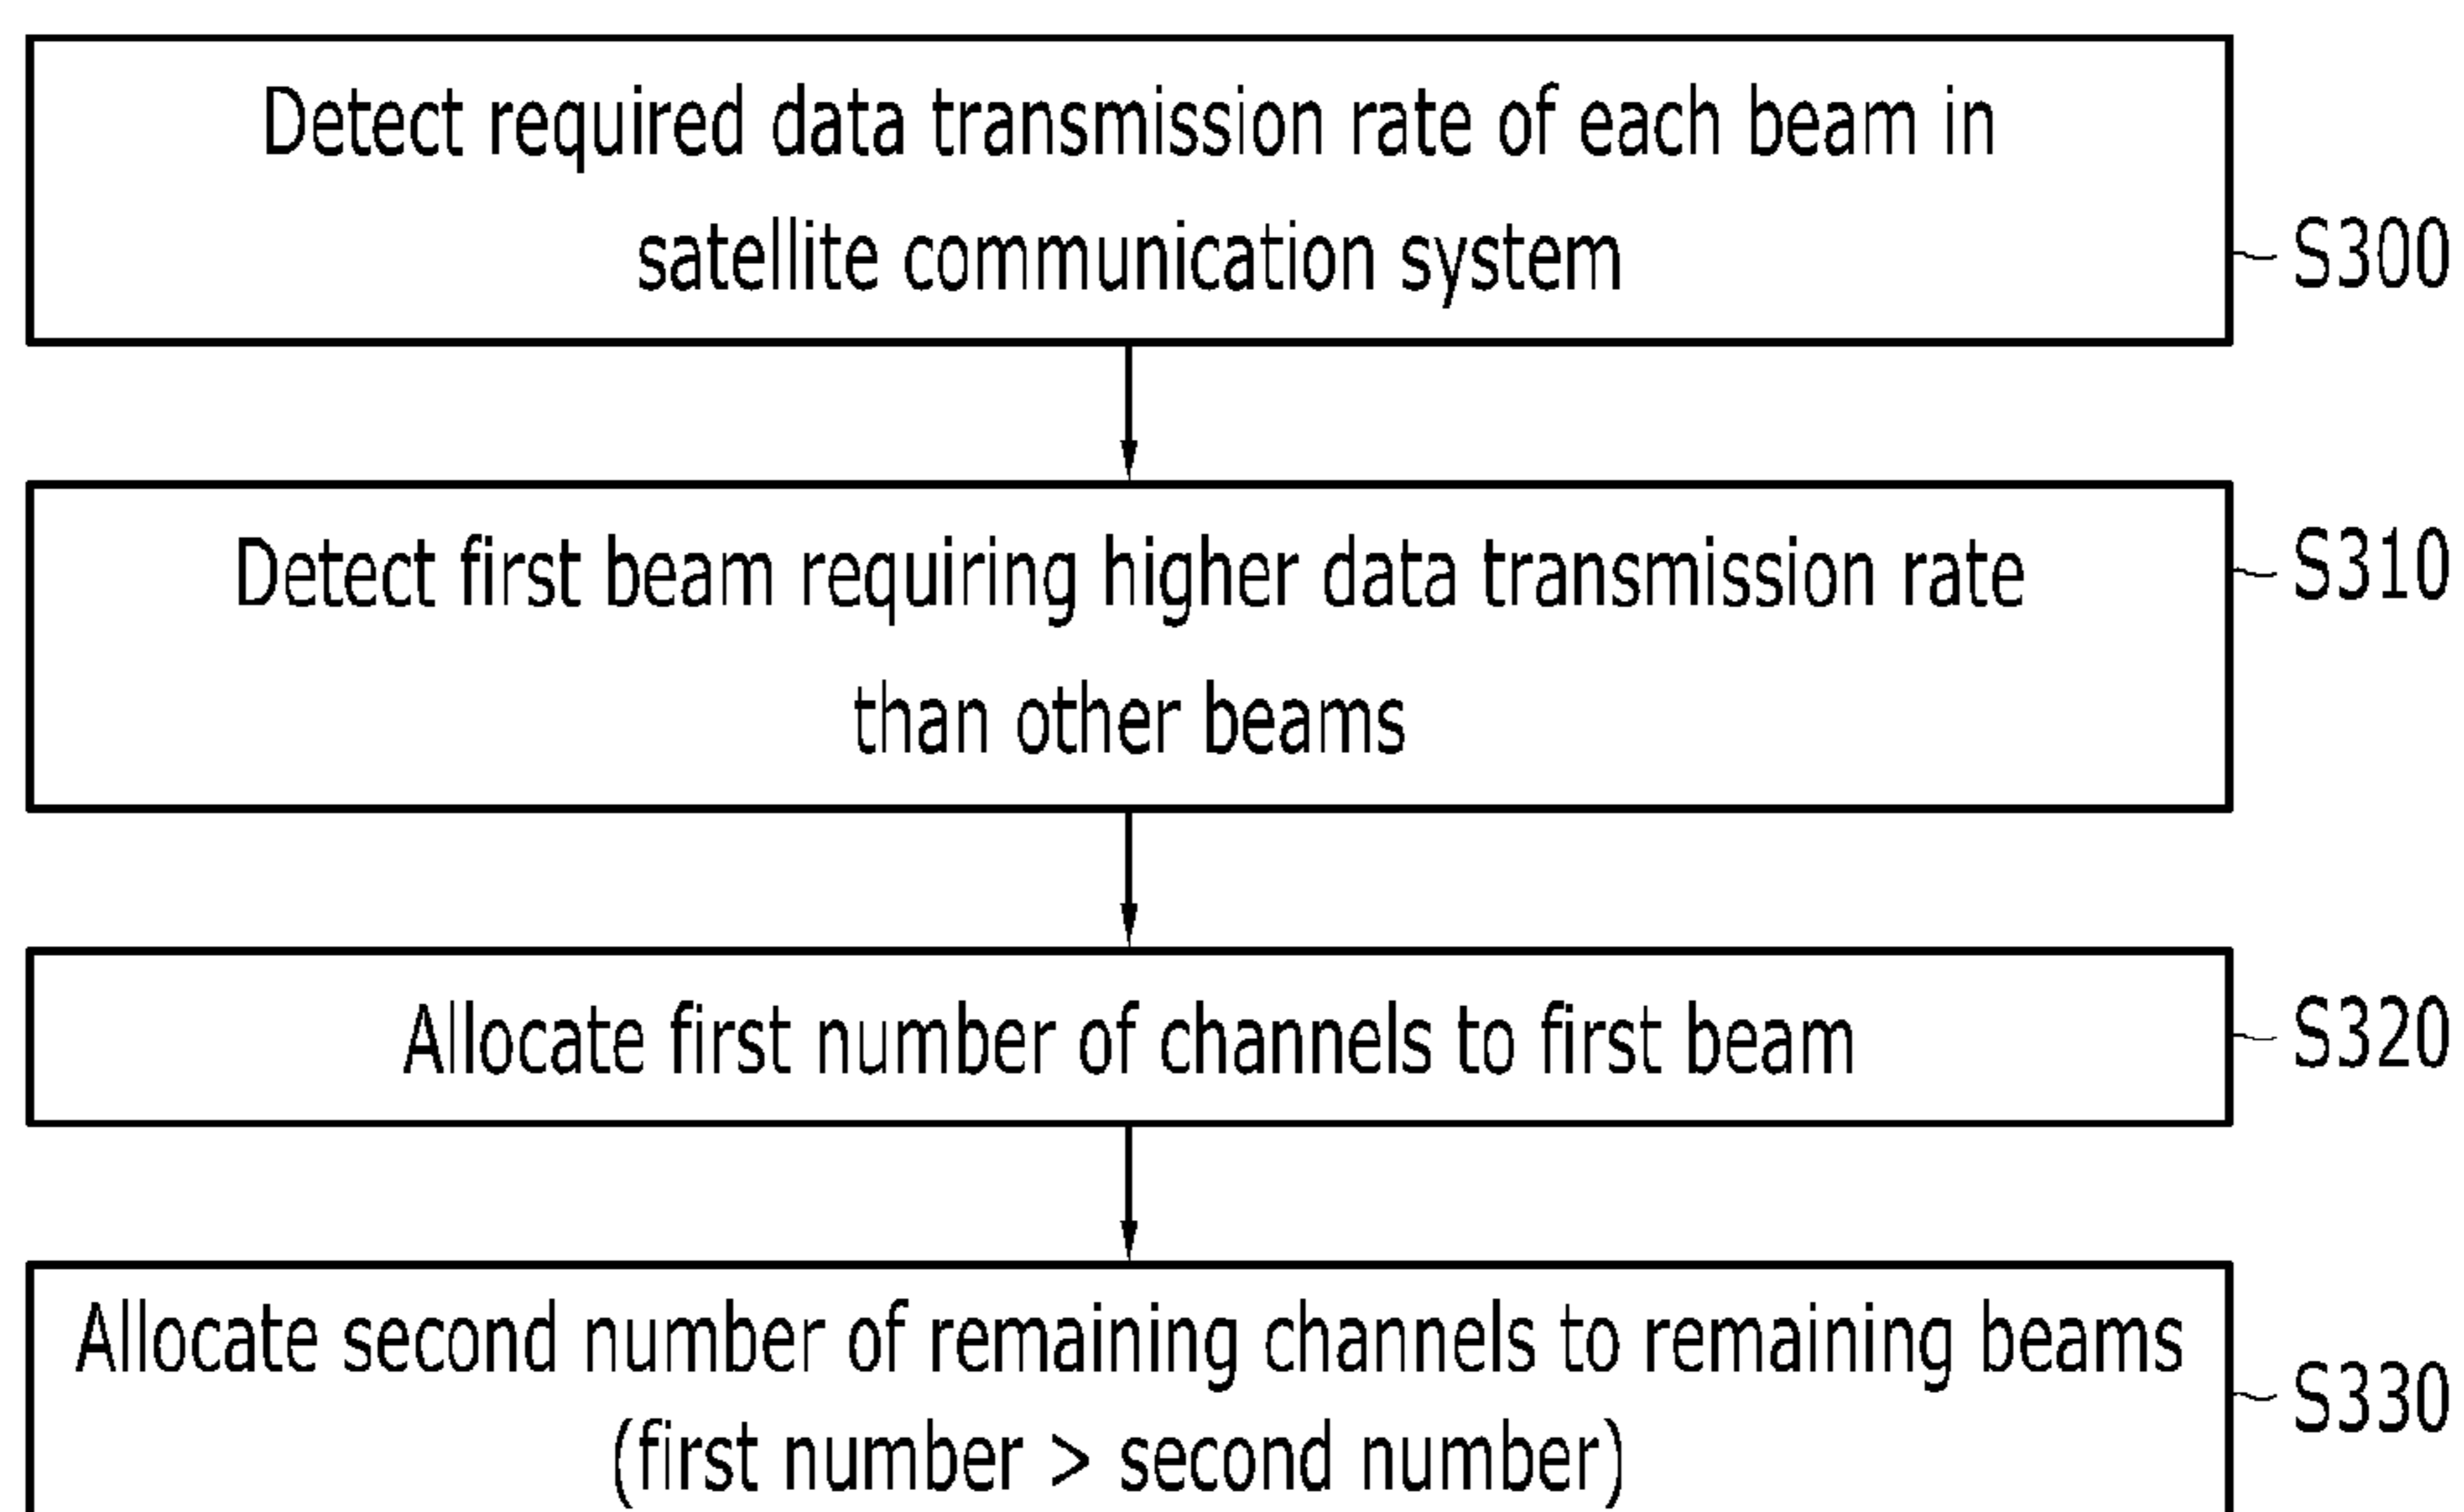 Detect required data transmission rate of each beam in
satellite communication system
S300
Detect first beam requiring higher data transmission rate
than other beams
S310
Allocate first number of channels to first beam
S320
Allocate second number of remaining channels to remaining beams
(first number > second number)
S330